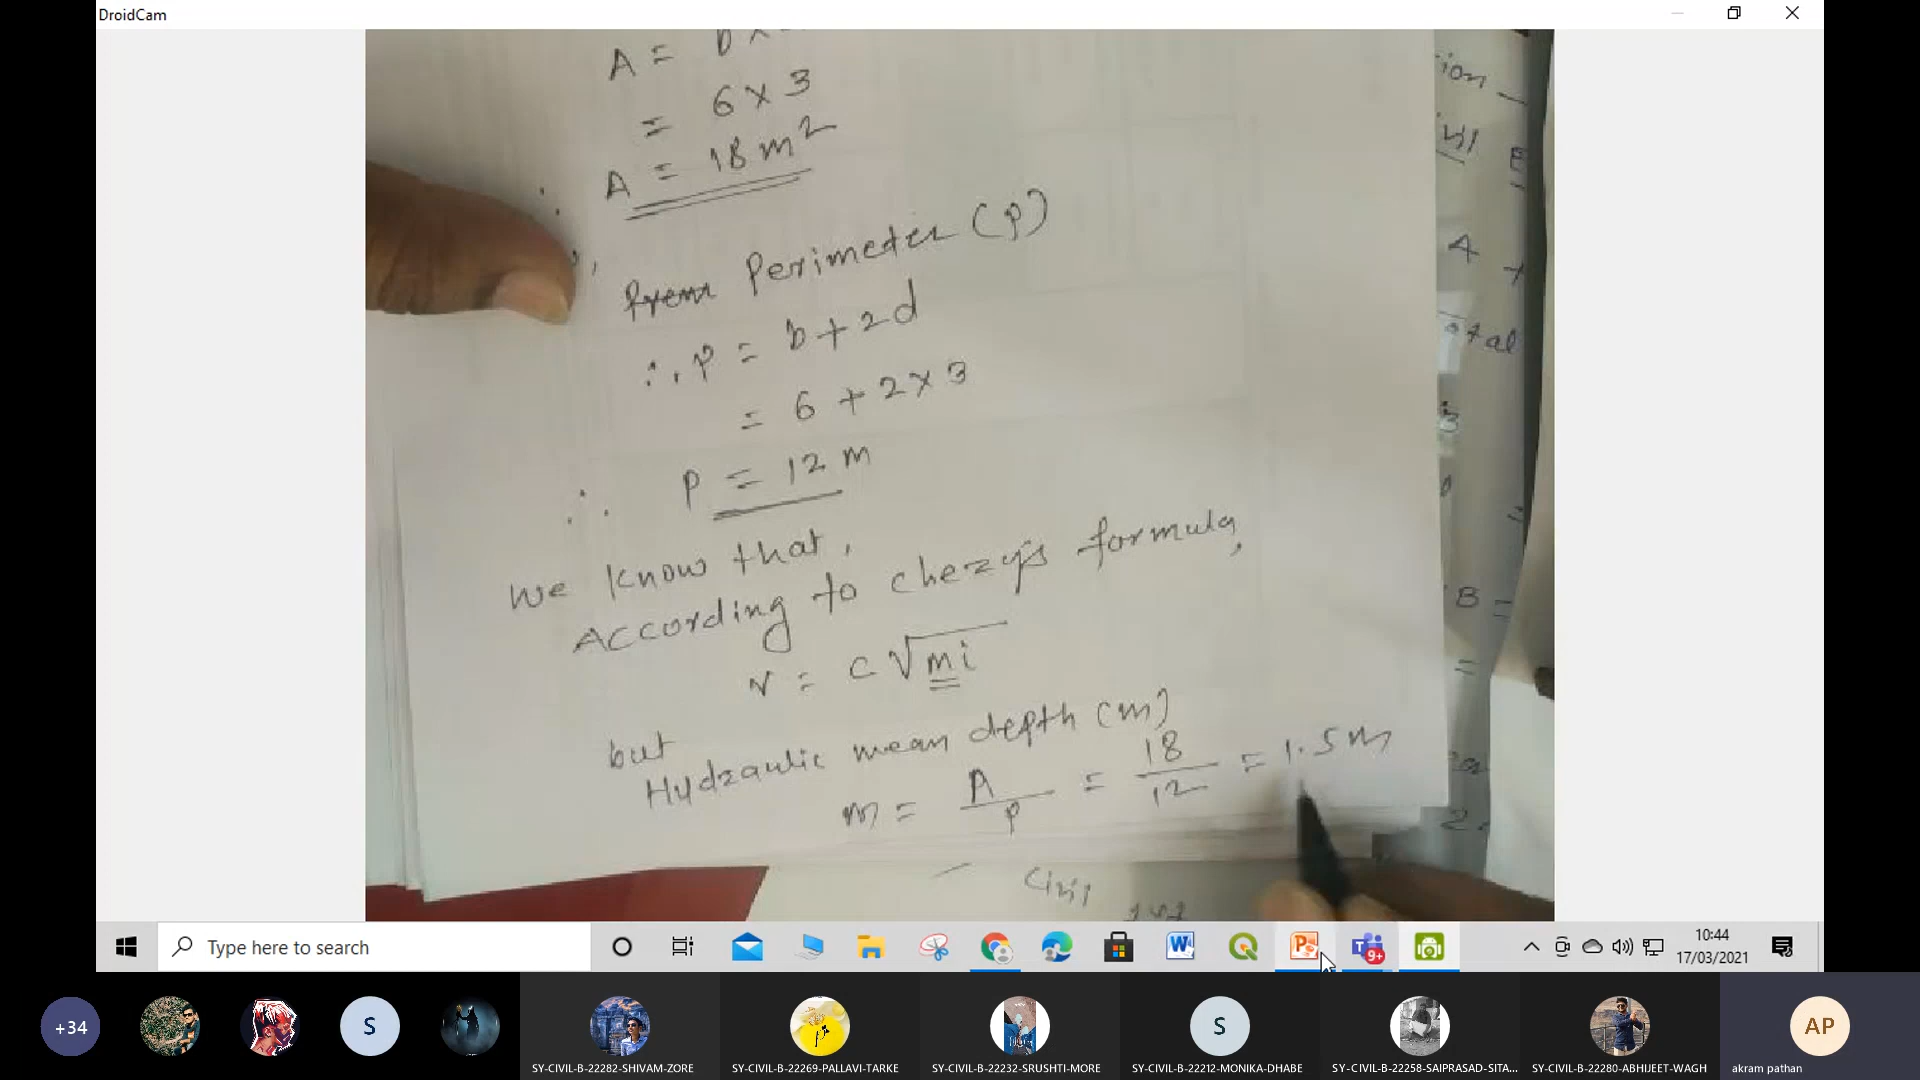 DroidCam
A =
= 6 × 3
∴ A = 18 m²
Perimeter (P)
∴ P = b + 2d
= 6 + 2 × 3
∴ P = 12 m
We know that,
According to chezy's formula,
V = C √mi
but
Hydraulic mean depth (m)
m = A/P = 18/12 = 1.5 m
Civil
Type here to search
9+
10:44
17/03/2021
+34
S
S
AP
SY-CIVIL-B-22282-SHIVAM-ZORE
SY-CIVIL-B-22269-PALLAVI-TARKE
SY-CIVIL-B-22232-SRUSHTI-MORE
SY-CIVIL-B-22212-MONIKA-DHABE
SY-CIVIL-B-22258-SAIPRASAD-SITA...
SY-CIVIL-B-22280-ABHIJEET-WAGH
akram pathan